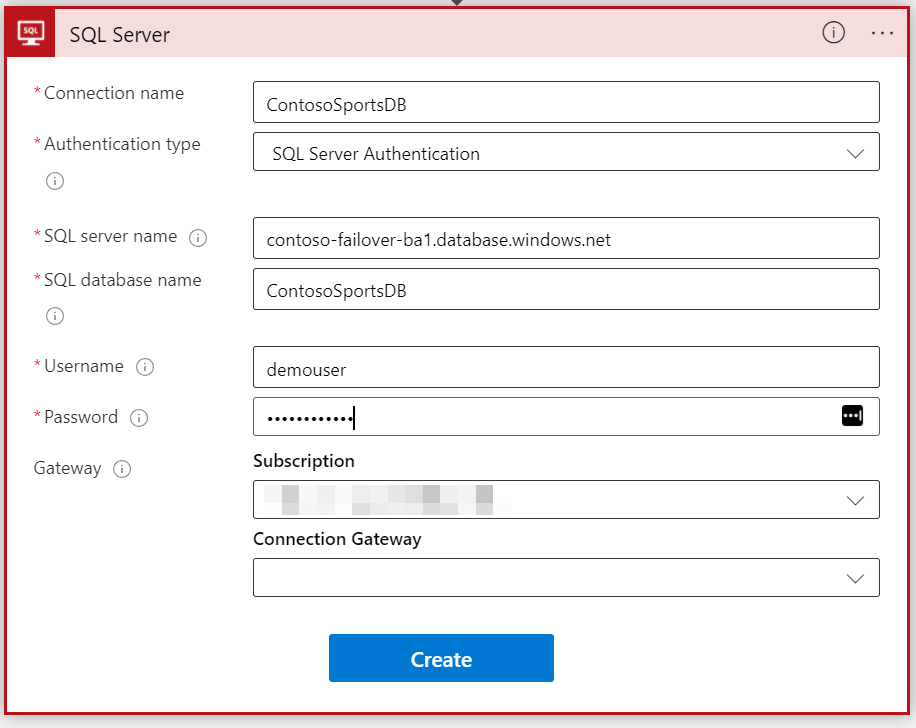 SQL
SQL Server
* Connection name
ContosoSportsDB
* Authentication type
SQL Server Authentication
* SQL server name
contoso-failover-ba1.database.windows.net
* SQL database name
ContosoSportsDB
* Username
demouser
* Password
••••••••••••
Gateway
Subscription
Connection Gateway
Create